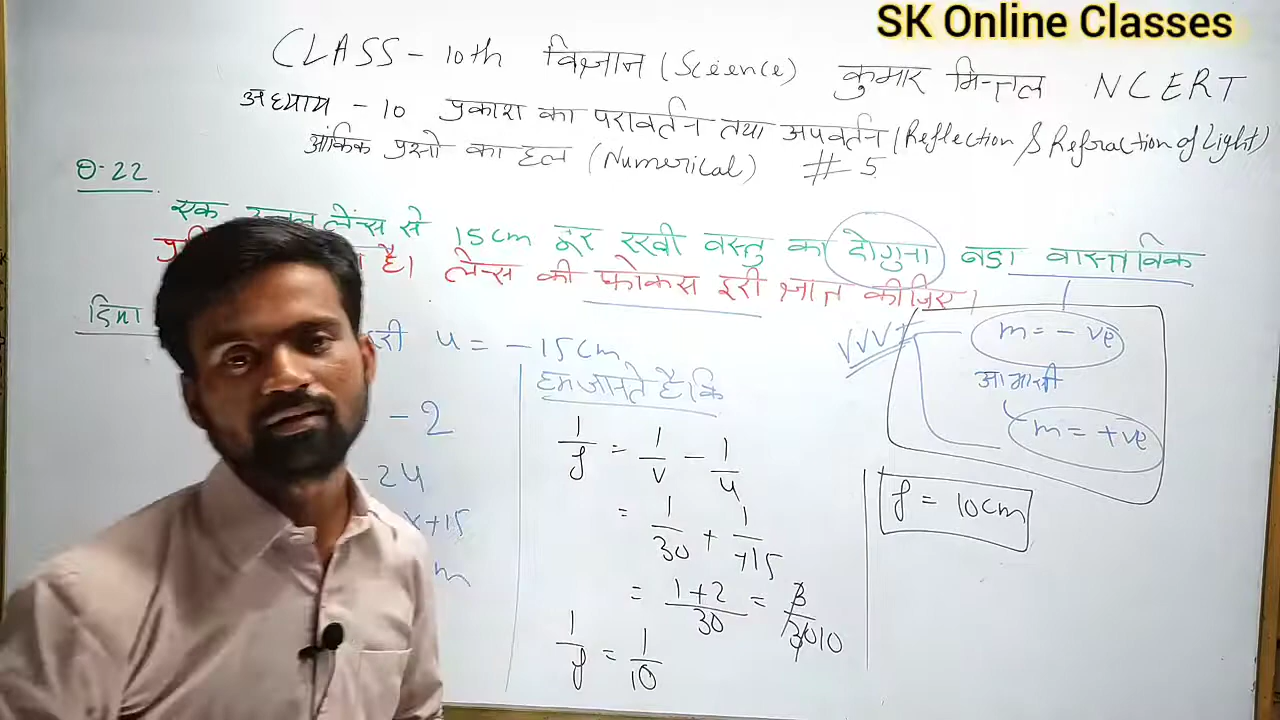 SK Online Classes
CLASS - 10th विज्ञान (Science) कुमार मित्तल NCERT
अध्याय - 10 प्रकाश का परावर्तन तथा अपवर्तन (Reflection & Refraction of Light)
आंकिक प्रश्नो का हल (Numerical) # 5
Q-22
एक लेन्स से 15cm दूर रखी वस्तु का दोगुना बडा वास्तविक
है। लेन्स की फोकस दूरी ज्ञात कीजिए।
u = -15cm
- 2
हम जानते है कि
1/f = 1/v - 1/u
= 1/30 + 1/+15
= 1+2/30 = 3/30 10
1/f = 1/10
VVVI
m = - ve
आभासी
m = +ve
f = 10cm